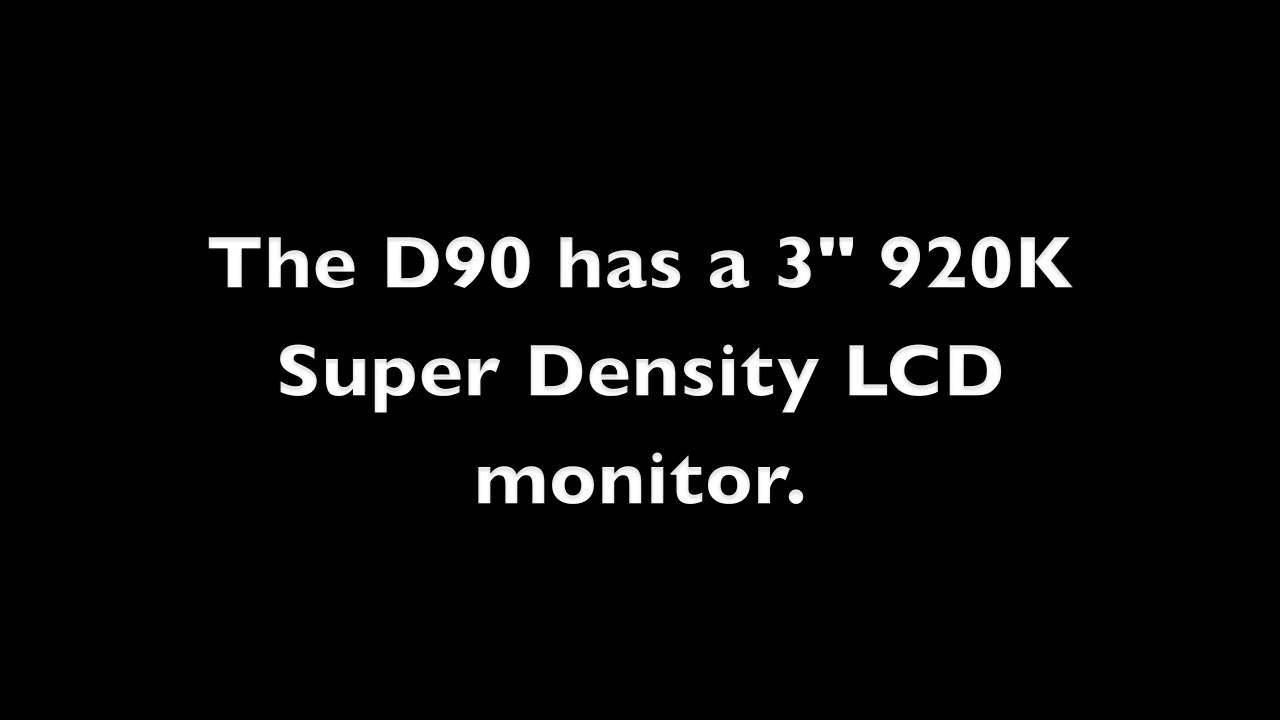 The D90 has a 3" 920K
Super Density LCD
monitor.